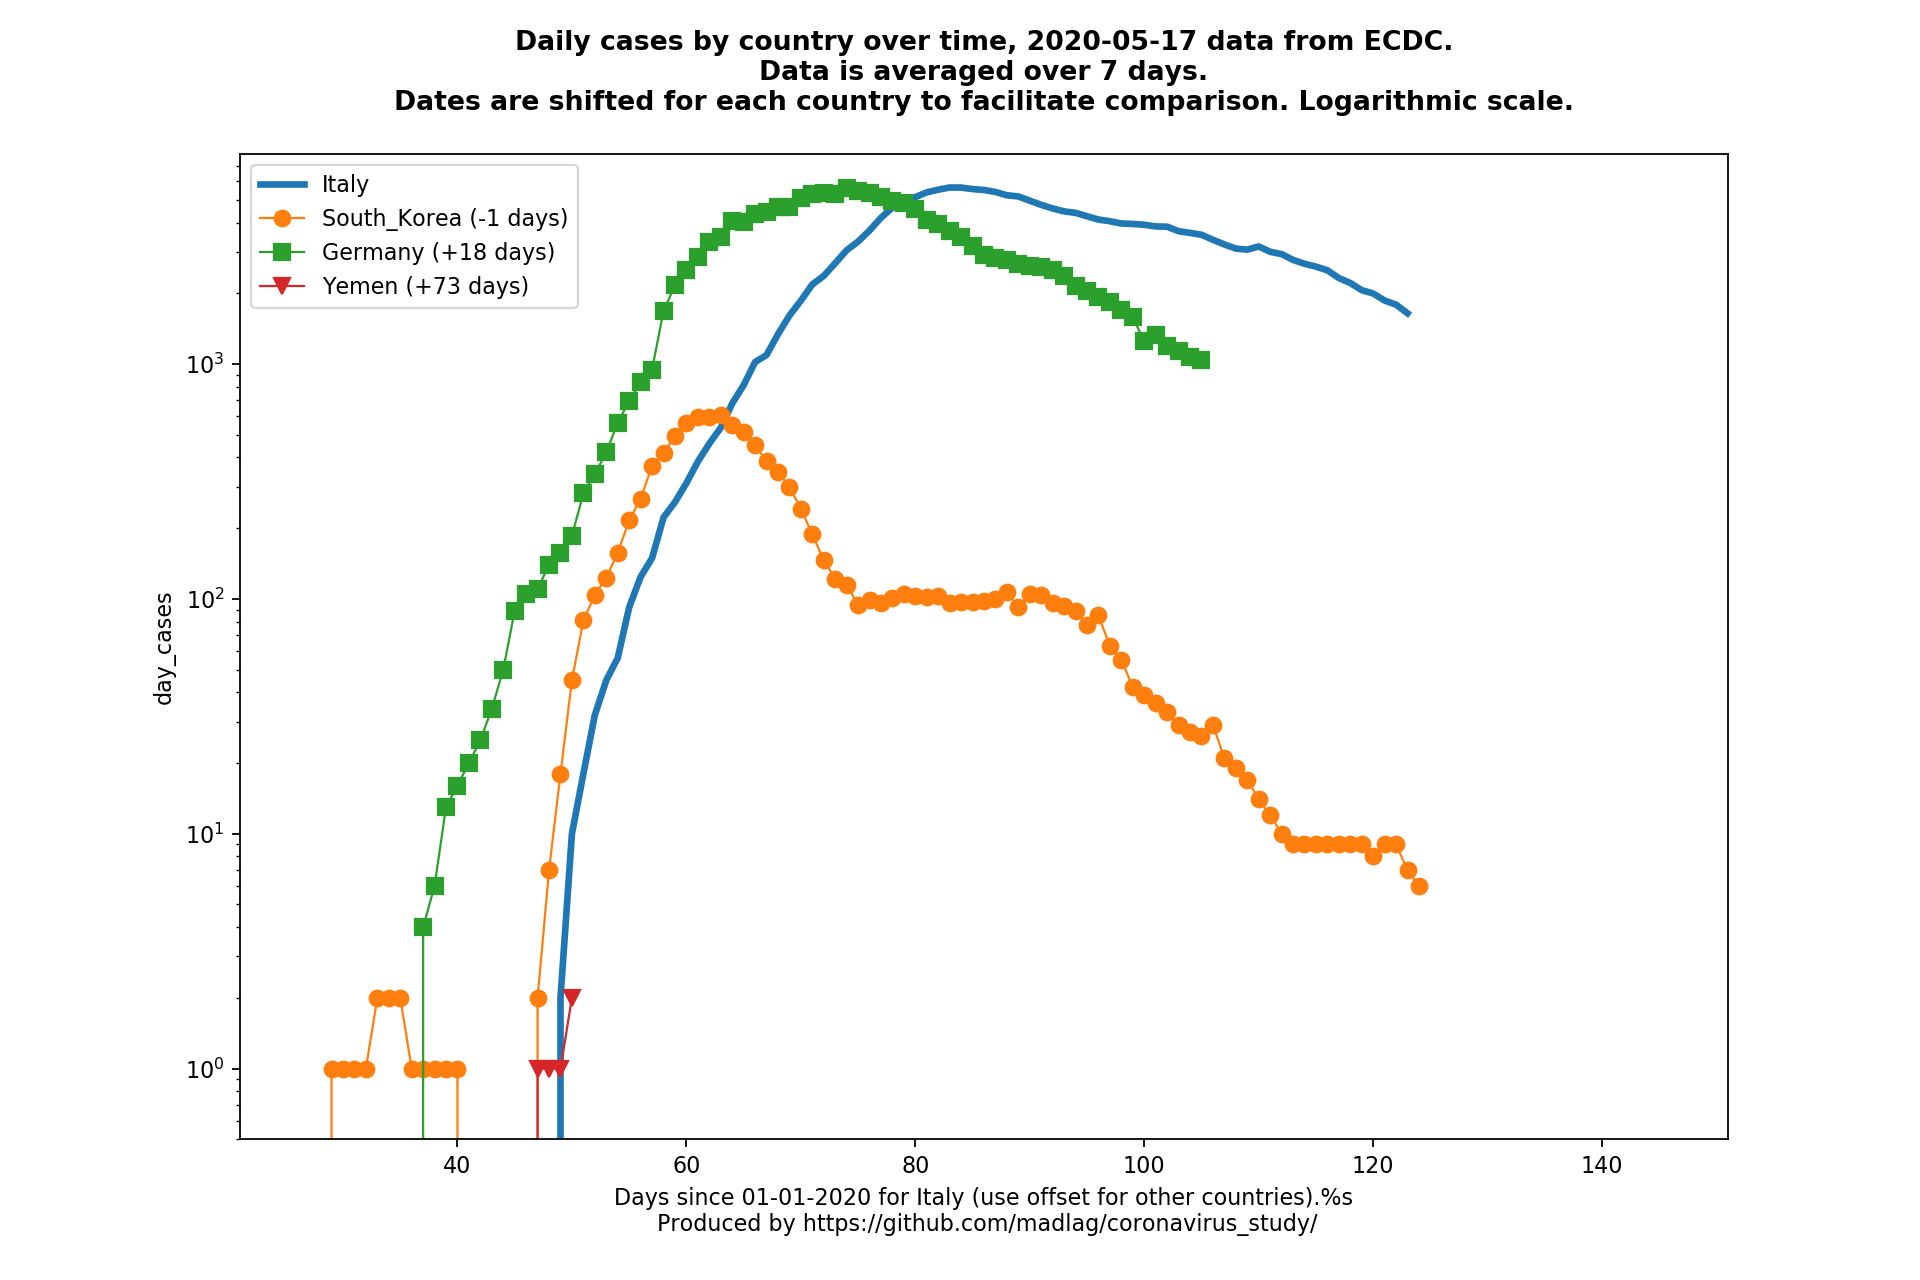 Daily cases by country over time, 2020-05-17 data from ECDC.
Data is averaged over 7 days.
Dates are shifted for each country to facilitate comparison. Logarithmic scale.
Italy
South_Korea (-1 days)
Germany (+18 days)
Yemen (+73 days)
day_cases
10³
10²
10¹
10⁰
40 60 80 100 120 140
Days since 01-01-2020 for Italy (use offset for other countries).%s
Produced by https://github.com/madlag/coronavirus_study/